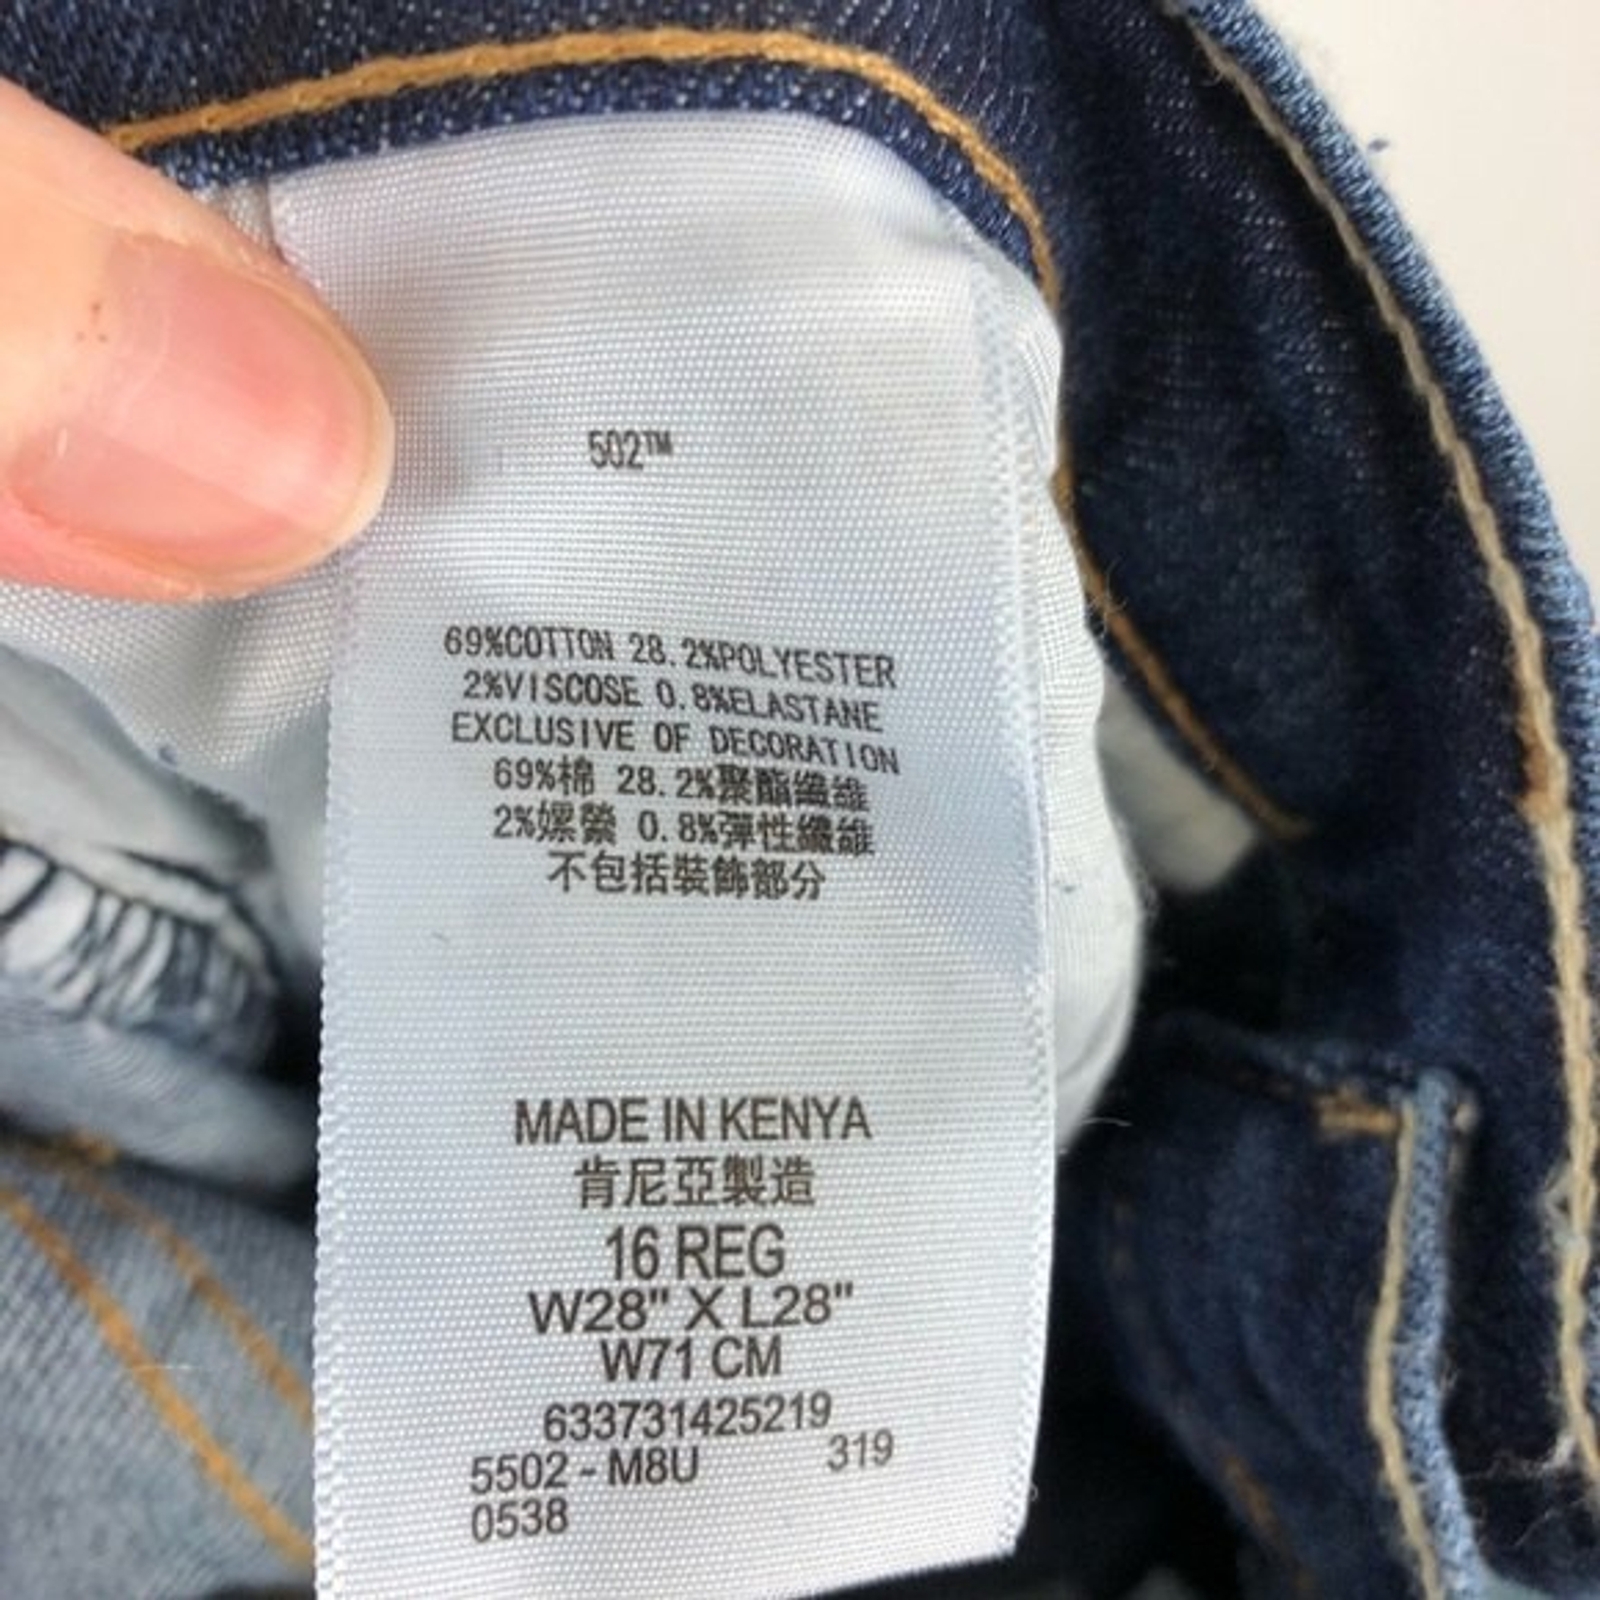 502™
69%COTTON 28.2%POLYESTER
2%VISCOSE 0.8%ELASTANE
EXCLUSIVE OF DECORATION
69%棉 28.2%聚酯纖維
2%嫘縈 0.8%彈性纖維
不包括裝飾部分
MADE IN KENYA
肯尼亞製造
16 REG
W28" X L28"
W71 CM
633731425219
5502 - M8U 319
0538